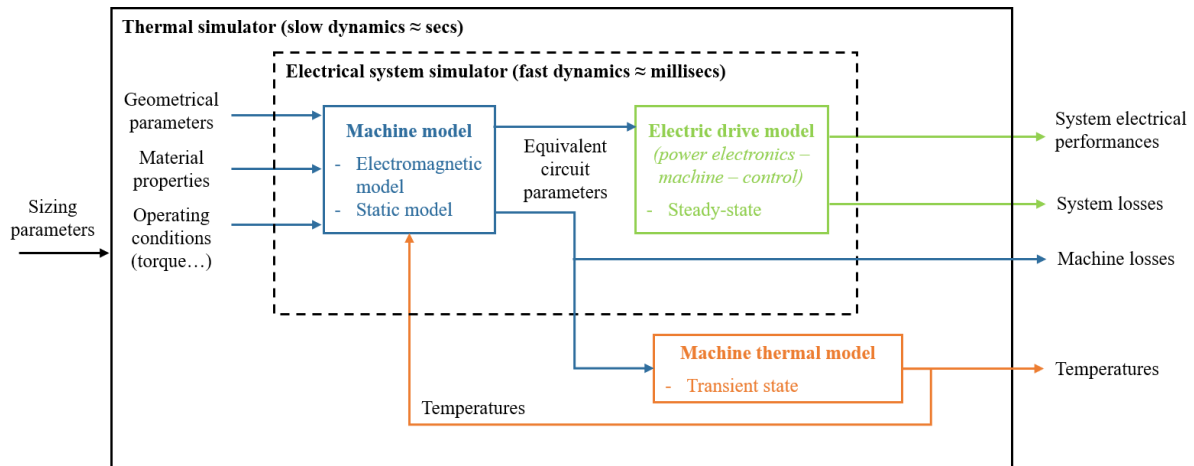 Thermal simulator (slow dynamics ≈ secs)
Electrical system simulator (fast dynamics ≈ millisecs)
Sizing
parameters
Geometrical
parameters
Material
properties
Operating
conditions
(torque…)
Machine model
- Electromagnetic
model
- Static model
Equivalent
circuit
parameters
Electric drive model
(power electronics –
machine – control)
- Steady-state
System electrical
performances
System losses
Machine losses
Machine thermal model
- Transient state
Temperatures
Temperatures